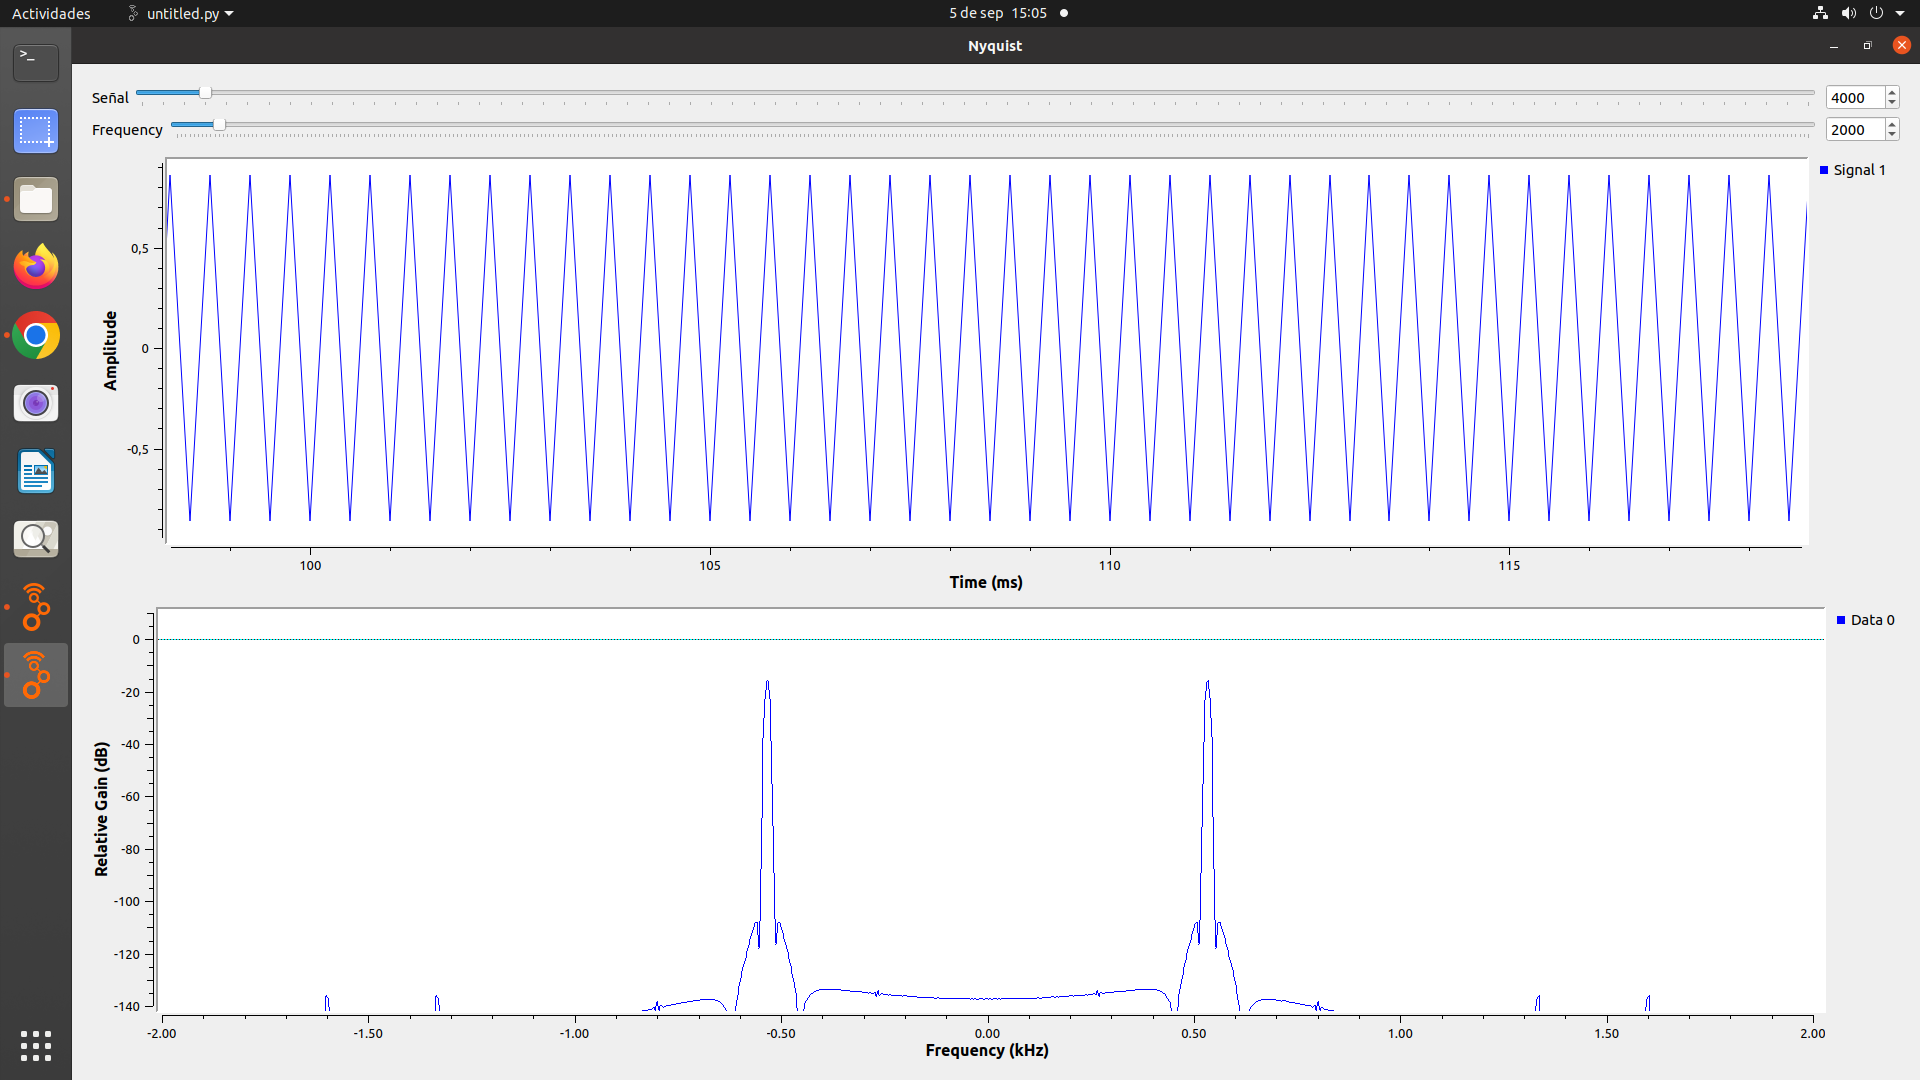 Actividades untitled.py 5 de sep 15:05
Nyquist
>_
Señal 4000
Frequency 2000
Signal 1
0,5
0
-0,5
Amplitude
100 105 110 115
Time (ms)
Data 0
0
-20
-40
-60
-80
-100
-120
-140
Relative Gain (dB)
-2.00 -1.50 -1.00 -0.50 0.00 0.50 1.00 1.50 2.00
Frequency (kHz)